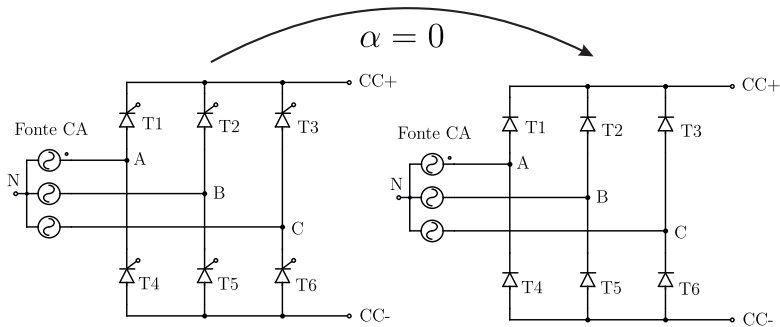 α = 0
CC+
T1
T2
T3
Fonte CA
A
N
B
C
T4
T5
T6
CC-
CC+
T1
T2
T3
Fonte CA
A
N
B
C
T4
T5
T6
CC-